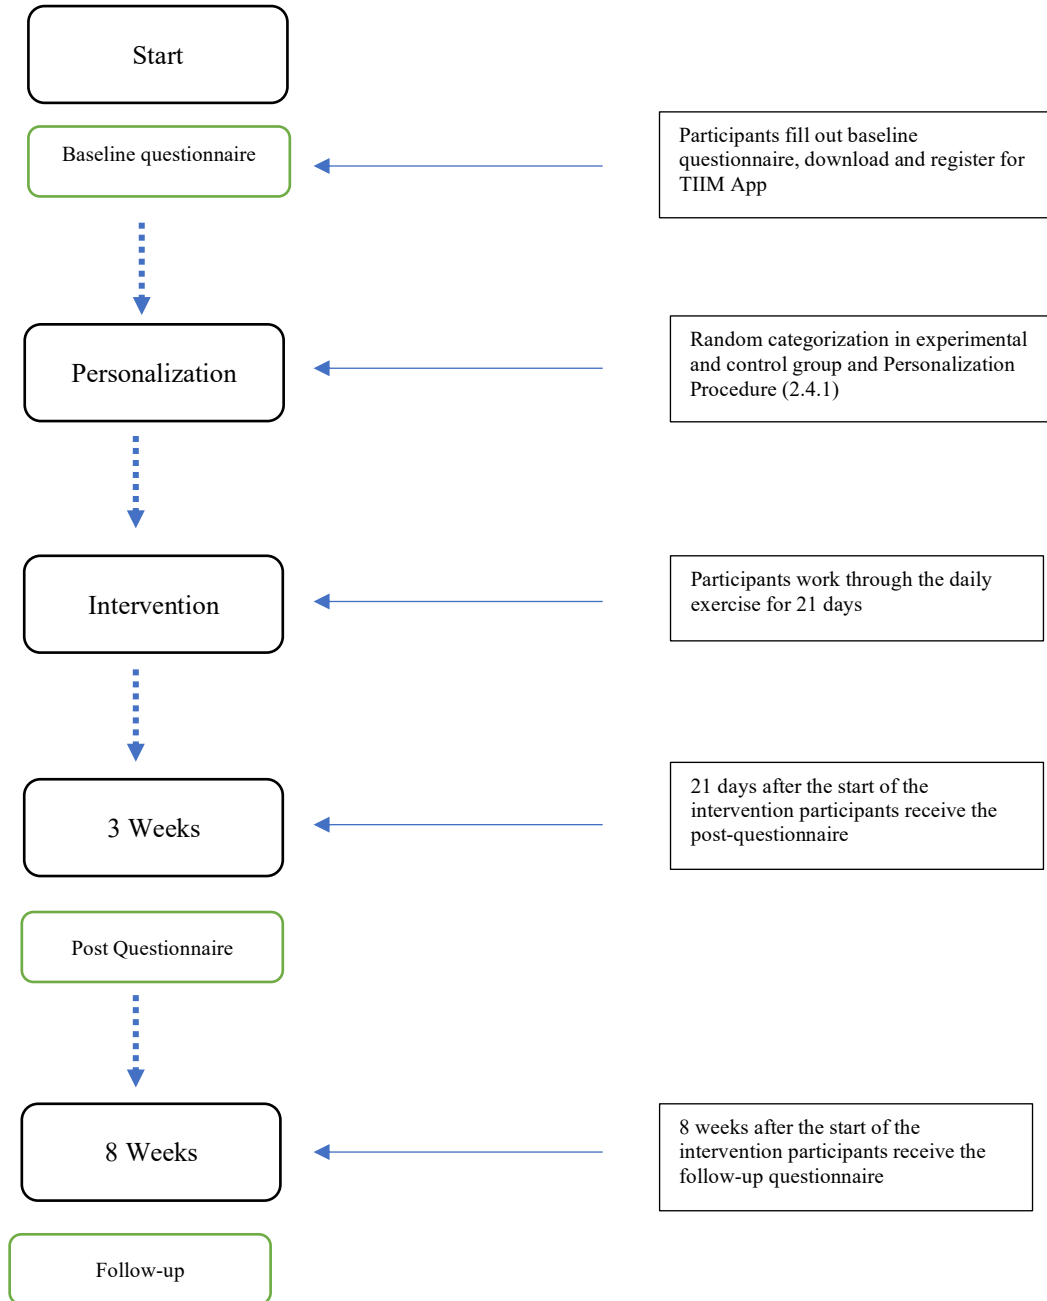 Start
Baseline questionnaire
Participants fill out baseline
questionnaire, download and register for
TIIM App
Personalization
Random categorization in experimental
and control group and Personalization
Procedure (2.4.1)
Intervention
Participants work through the daily
exercise for 21 days
3 Weeks
21 days after the start of the
intervention participants receive the
post-questionnaire
Post Questionnaire
8 Weeks
8 weeks after the start of the
intervention participants receive the
follow-up questionnaire
Follow-up